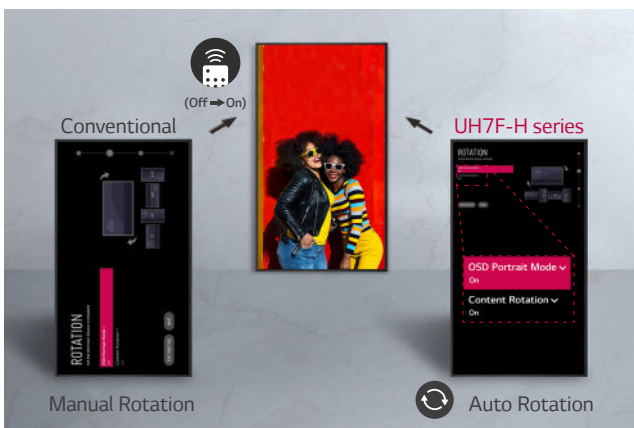 (Off ➡ On)
Conventional
UH7F-H series
ROTATION
OSD Portrait Mode
On
Content Rotation
On
ROTATION
Manual Rotation
Auto Rotation